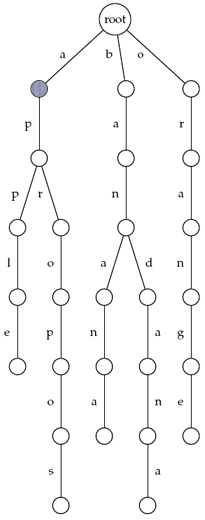 root
a b o
p a r
p r n a
l o a d n
e p n a g
o a n e
s a